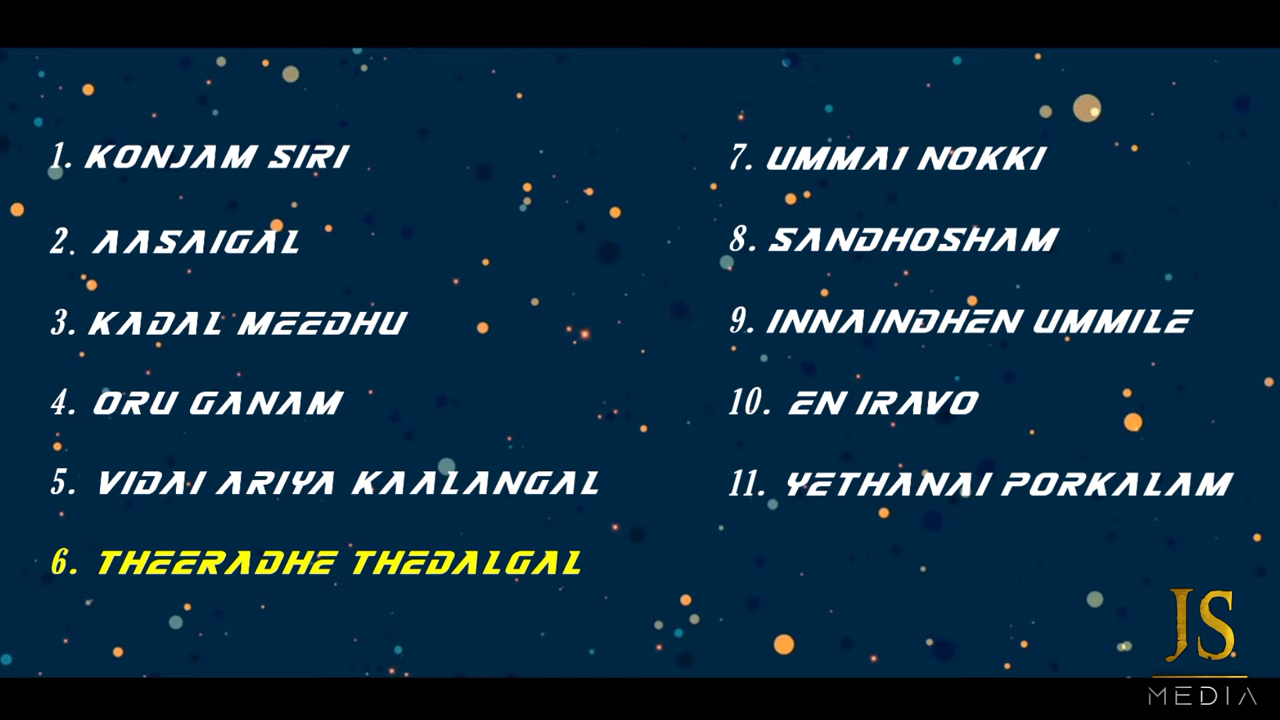 1. KONJAM SIRI
2. AASAIGAL
3. KADAL MEEDHU
4. ORU GANAM
5. VIDAI ARIYA KAALANGAL
6. THEERADHE THEDALGAL
7. UMMAI NOKKI
8. SANDHOSHAM
9. INNAINDHEN UMMILE
10. EN IRAVO
11. YETHANAI PORKALAM
JS
MEDIA